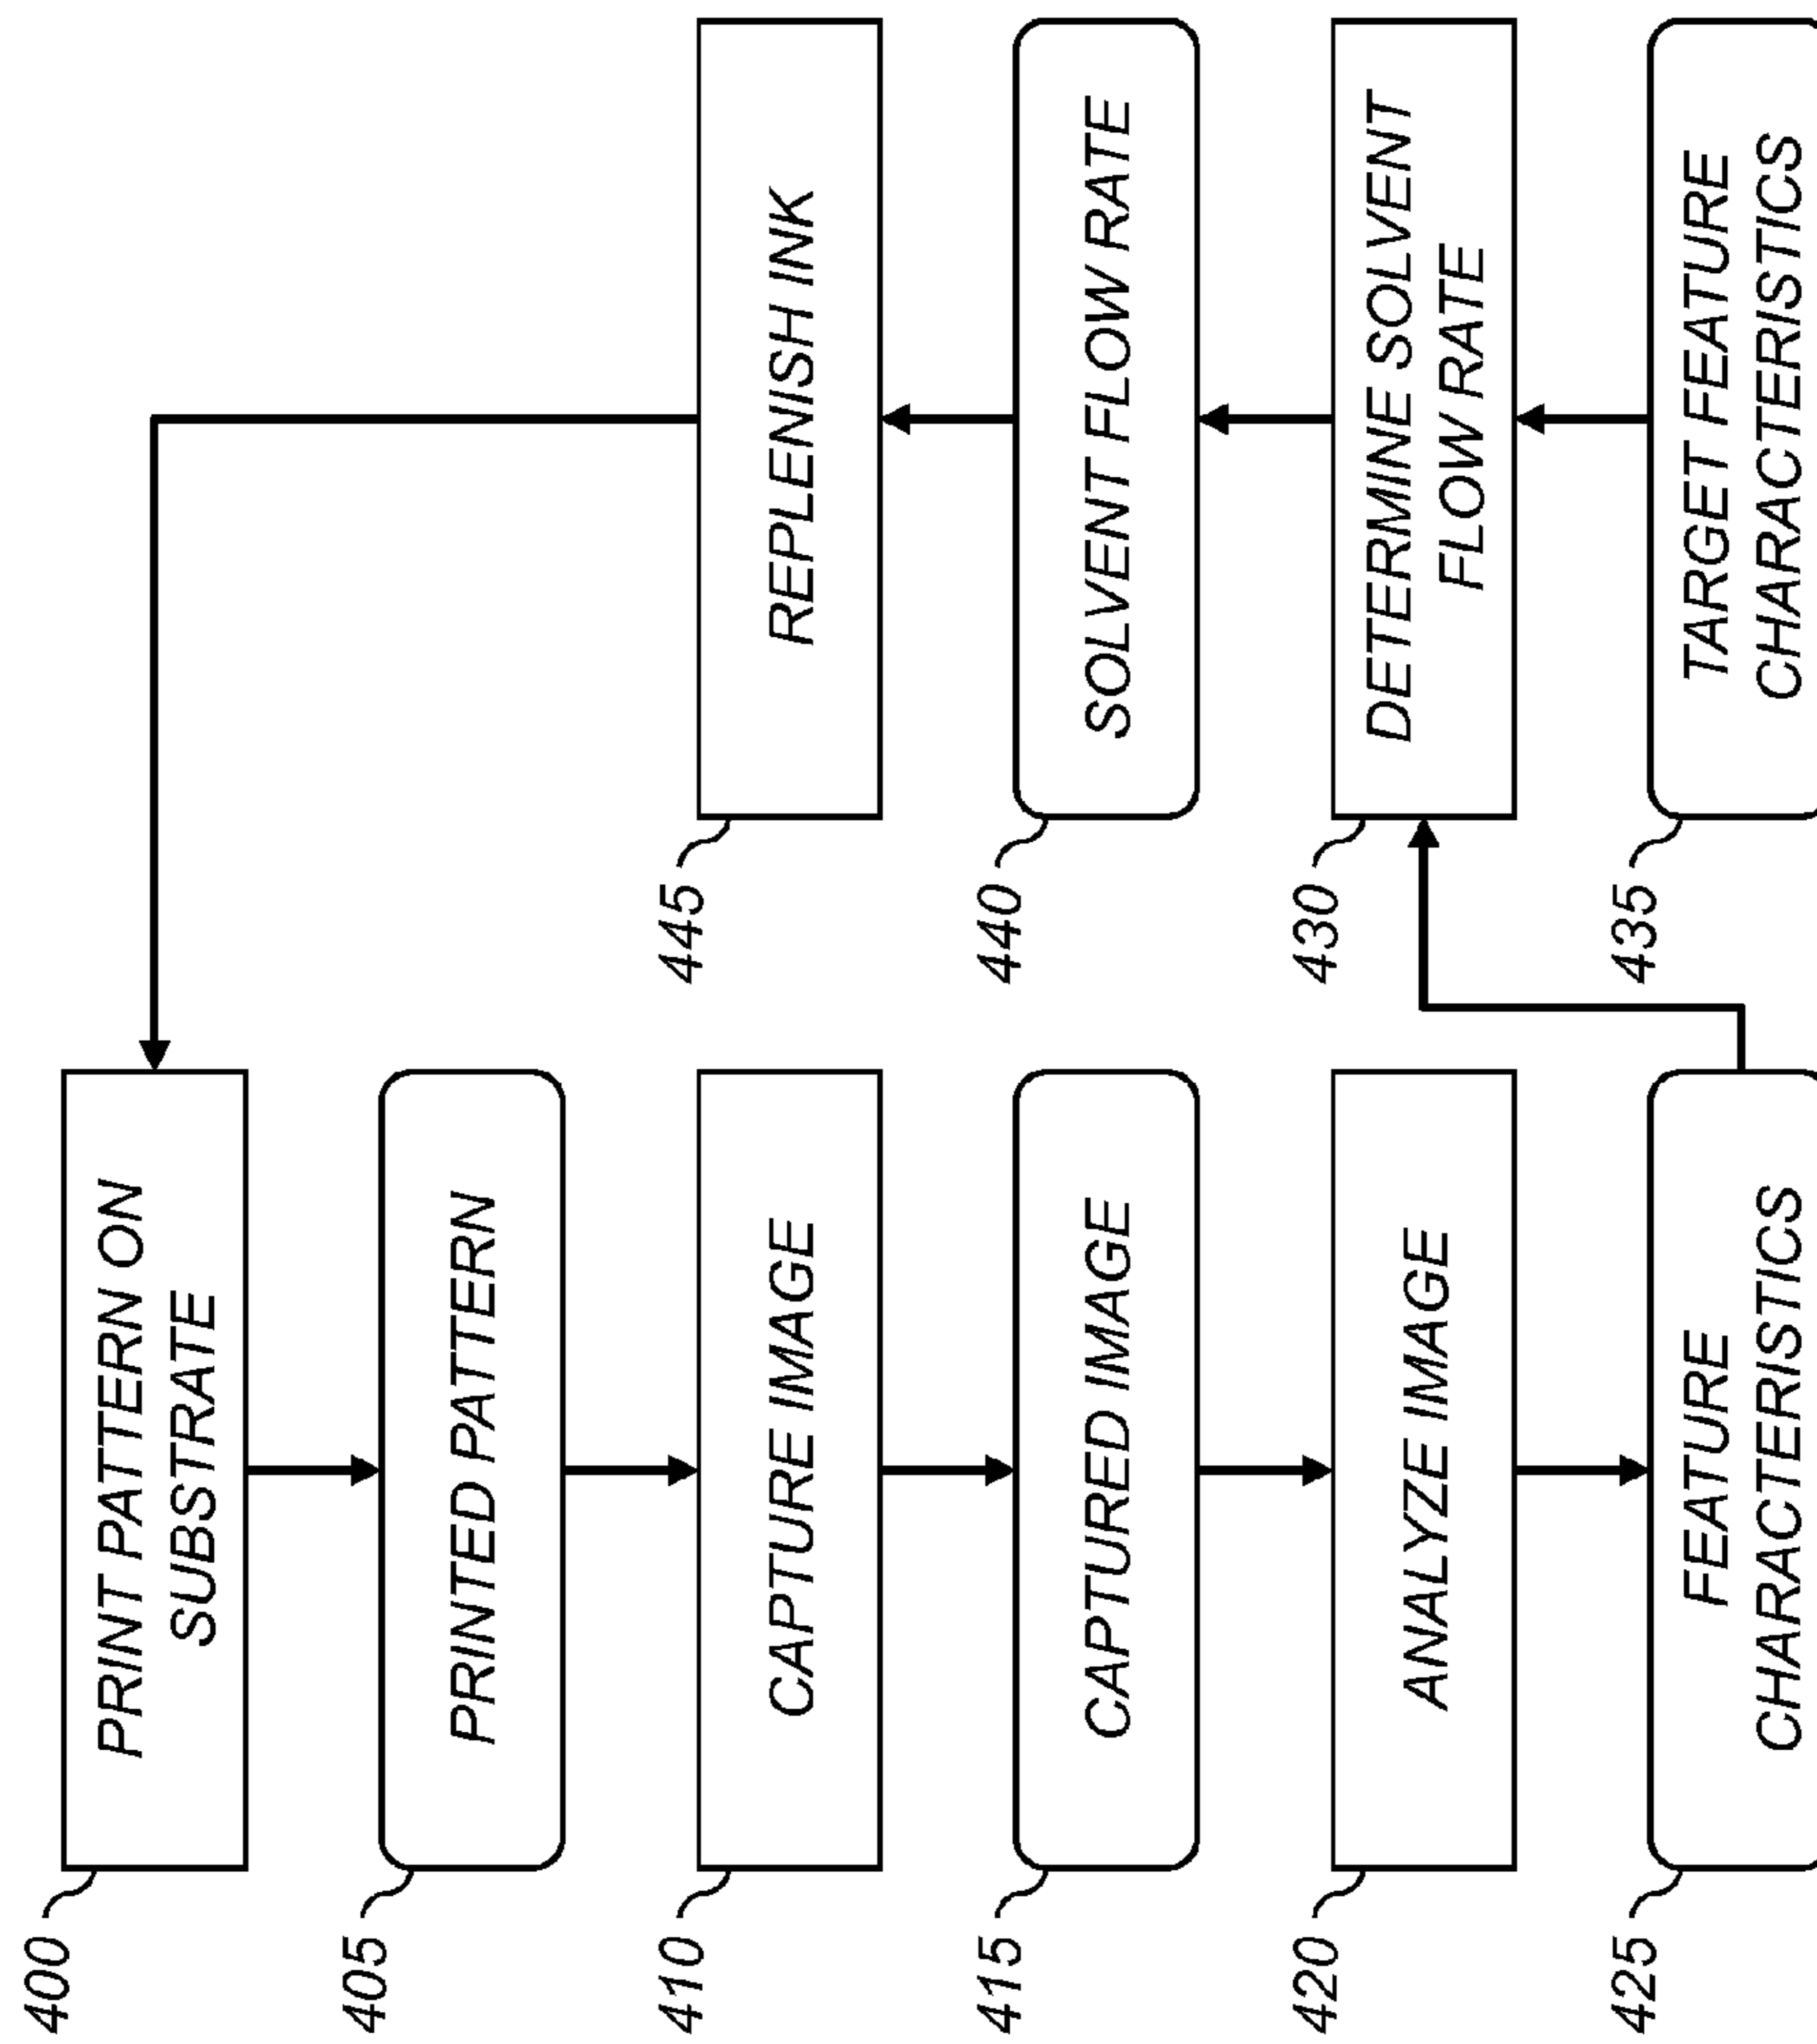 400
PRINT PATTERN ON
SUBSTRATE
405
PRINTED PATTERN
410
CAPTURE IMAGE
415
CAPTURED IMAGE
420
ANALYZE IMAGE
425
FEATURE
CHARACTERISTICS
445
REPLENISH INK
440
SOLVENT FLOW RATE
430
DETERMINE SOLVENT
FLOW RATE
435
TARGET FEATURE
CHARACTERISTICS